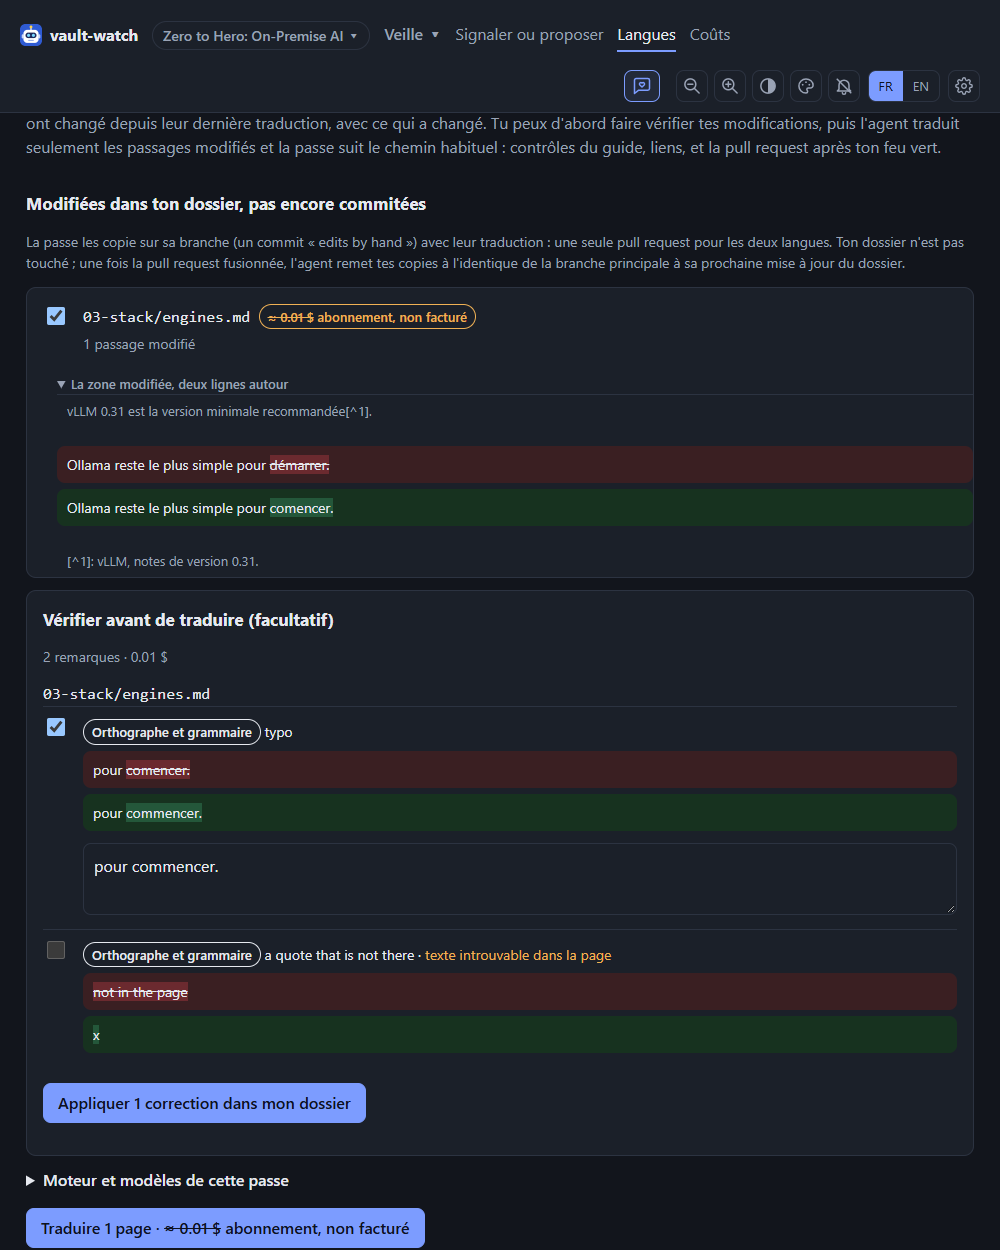 vault-watch
Zero to Hero: On-Premise AI ▾
Veille ▾
Signaler ou proposer
Langues
Coûts
FR
EN
ont changé depuis leur dernière traduction, avec ce qui a changé. Tu peux d'abord faire vérifier tes modifications, puis l'agent traduit
seulement les passages modifiés et la passe suit le chemin habituel : contrôles du guide, liens, et la pull request après ton feu vert.
Modifiées dans ton dossier, pas encore commitées
La passe les copie sur sa branche (un commit « edits by hand ») avec leur traduction : une seule pull request pour les deux langues. Ton dossier n'est pas
touché ; une fois la pull request fusionnée, l'agent remet tes copies à l'identique de la branche principale à sa prochaine mise à jour du dossier.
03-stack/engines.md ≈ 0.01 $ abonnement, non facturé
1 passage modifié
▼ La zone modifiée, deux lignes autour
vLLM 0.31 est la version minimale recommandée[^1].
Ollama reste le plus simple pour démarrer.
Ollama reste le plus simple pour comencer.
[^1]: vLLM, notes de version 0.31.
Vérifier avant de traduire (facultatif)
2 remarques · 0.01 $
03-stack/engines.md
Orthographe et grammaire typo
pour comencer.
pour commencer.
pour commencer.
Orthographe et grammaire a quote that is not there · texte introuvable dans la page
not in the page
x
Appliquer 1 correction dans mon dossier
▶ Moteur et modèles de cette passe
Traduire 1 page · ≈ 0.01 $ abonnement, non facturé